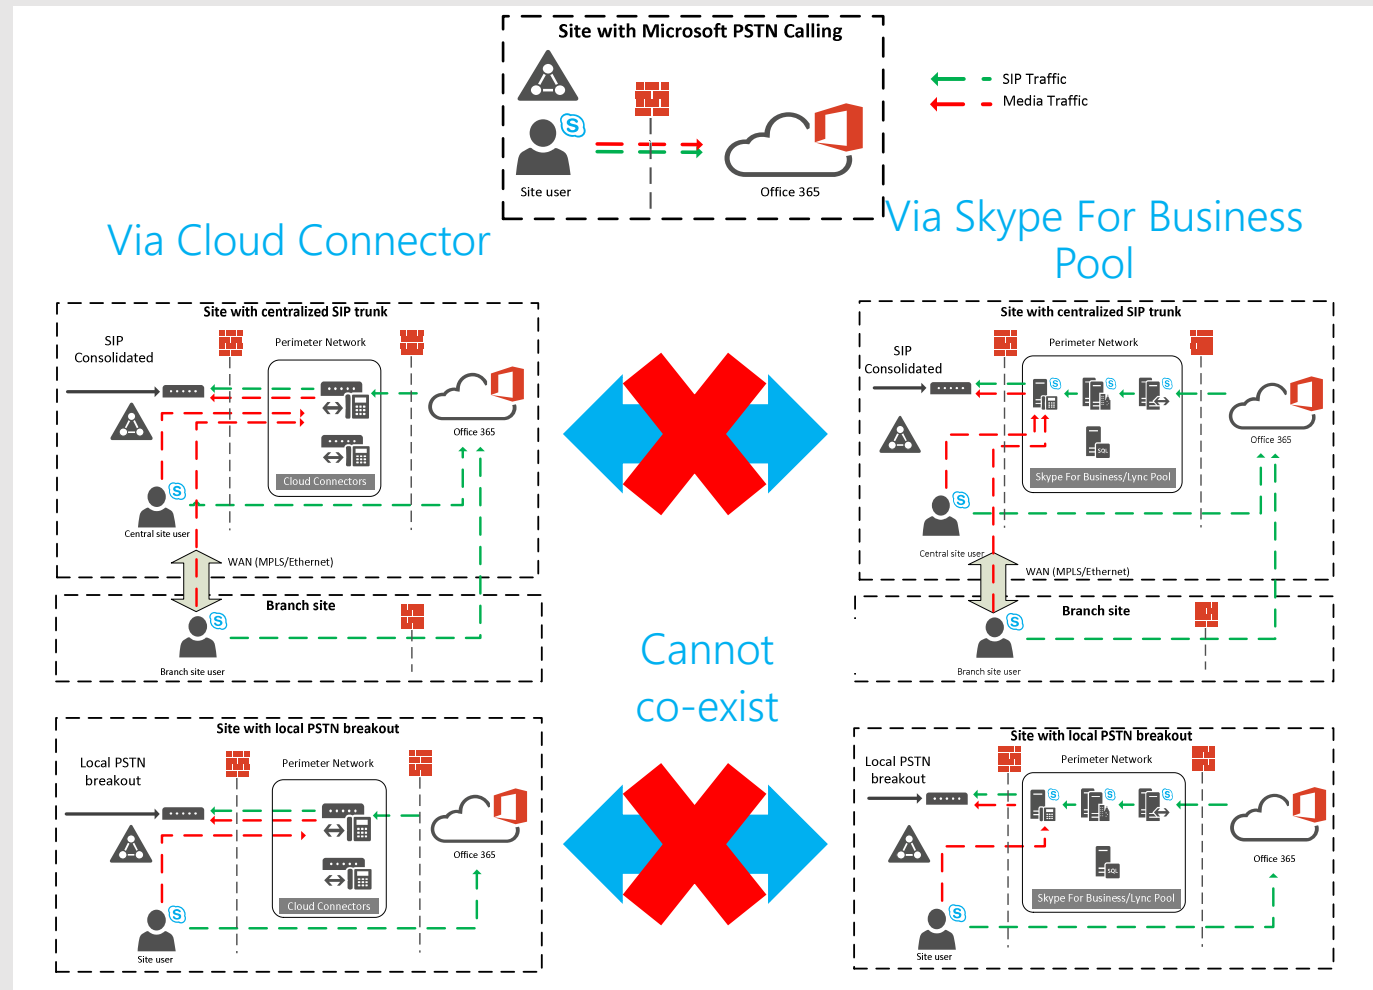 Site with Microsoft PSTN Calling
SIP Traffic
Media Traffic
S
Site user
Office 365
Via Cloud Connector
Via Skype For Business
Pool
Site with centralized SIP trunk
SIP
Consolidated
Perimeter Network
Office 365
Cloud Connectors
S
Central site user
WAN (MPLS/Ethernet)
Branch site
S
Branch site user
Site with centralized SIP trunk
SIP
Consolidated
Perimeter Network
S
S
S
Office 365
SQL
Skype For Business/Lync Pool
S
Central site user
WAN (MPLS/Ethernet)
Branch site
S
Branch site user
Cannot
co-exist
Site with local PSTN breakout
Local PSTN
breakout
Perimeter Network
Office 365
Cloud Connectors
S
Site user
Site with local PSTN breakout
Local PSTN
breakout
Perimeter Network
S
S
S
Office 365
SQL
Skype For Business/Lync Pool
S
Site user